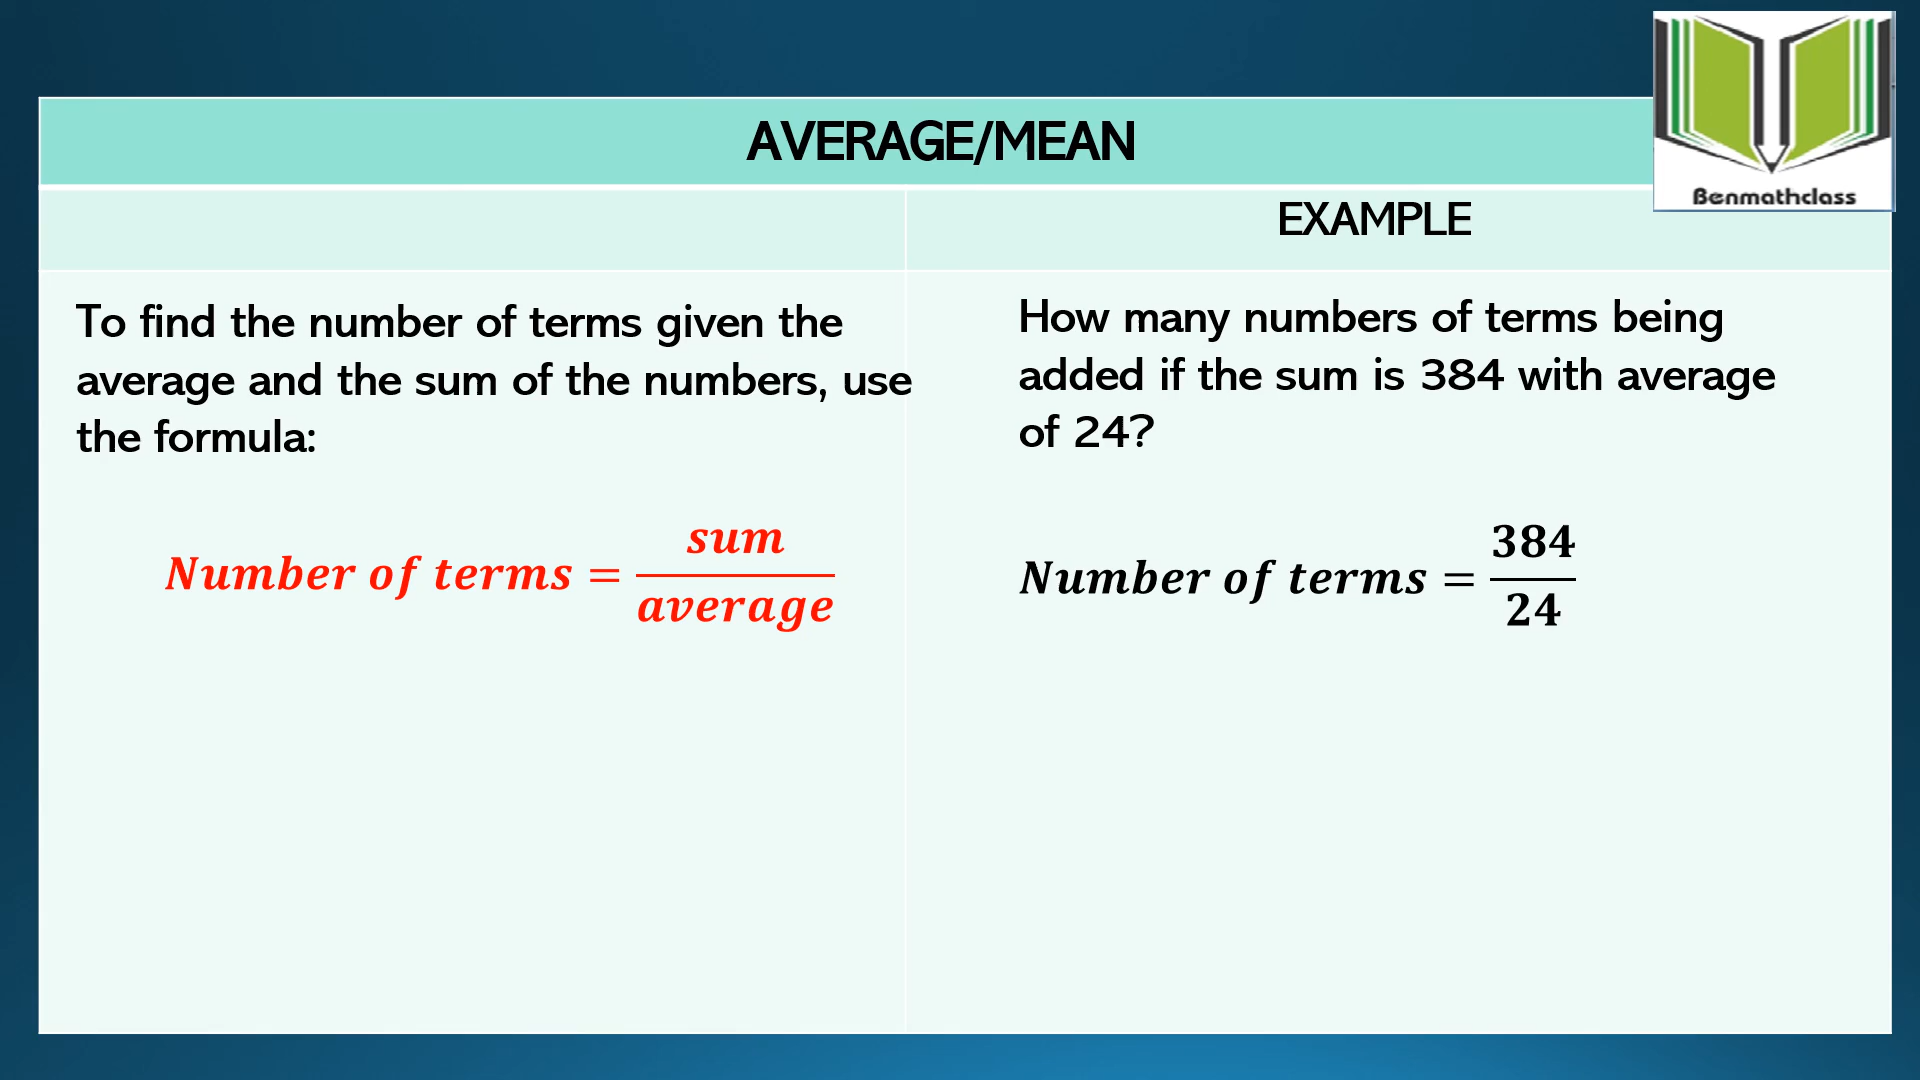 AVERAGE/MEAN
Benmathclass
EXAMPLE
To find the number of terms given the
average and the sum of the numbers, use
the formula:
Number of terms = sum/average
How many numbers of terms being
added if the sum is 384 with average
of 24?
Number of terms = 384/24